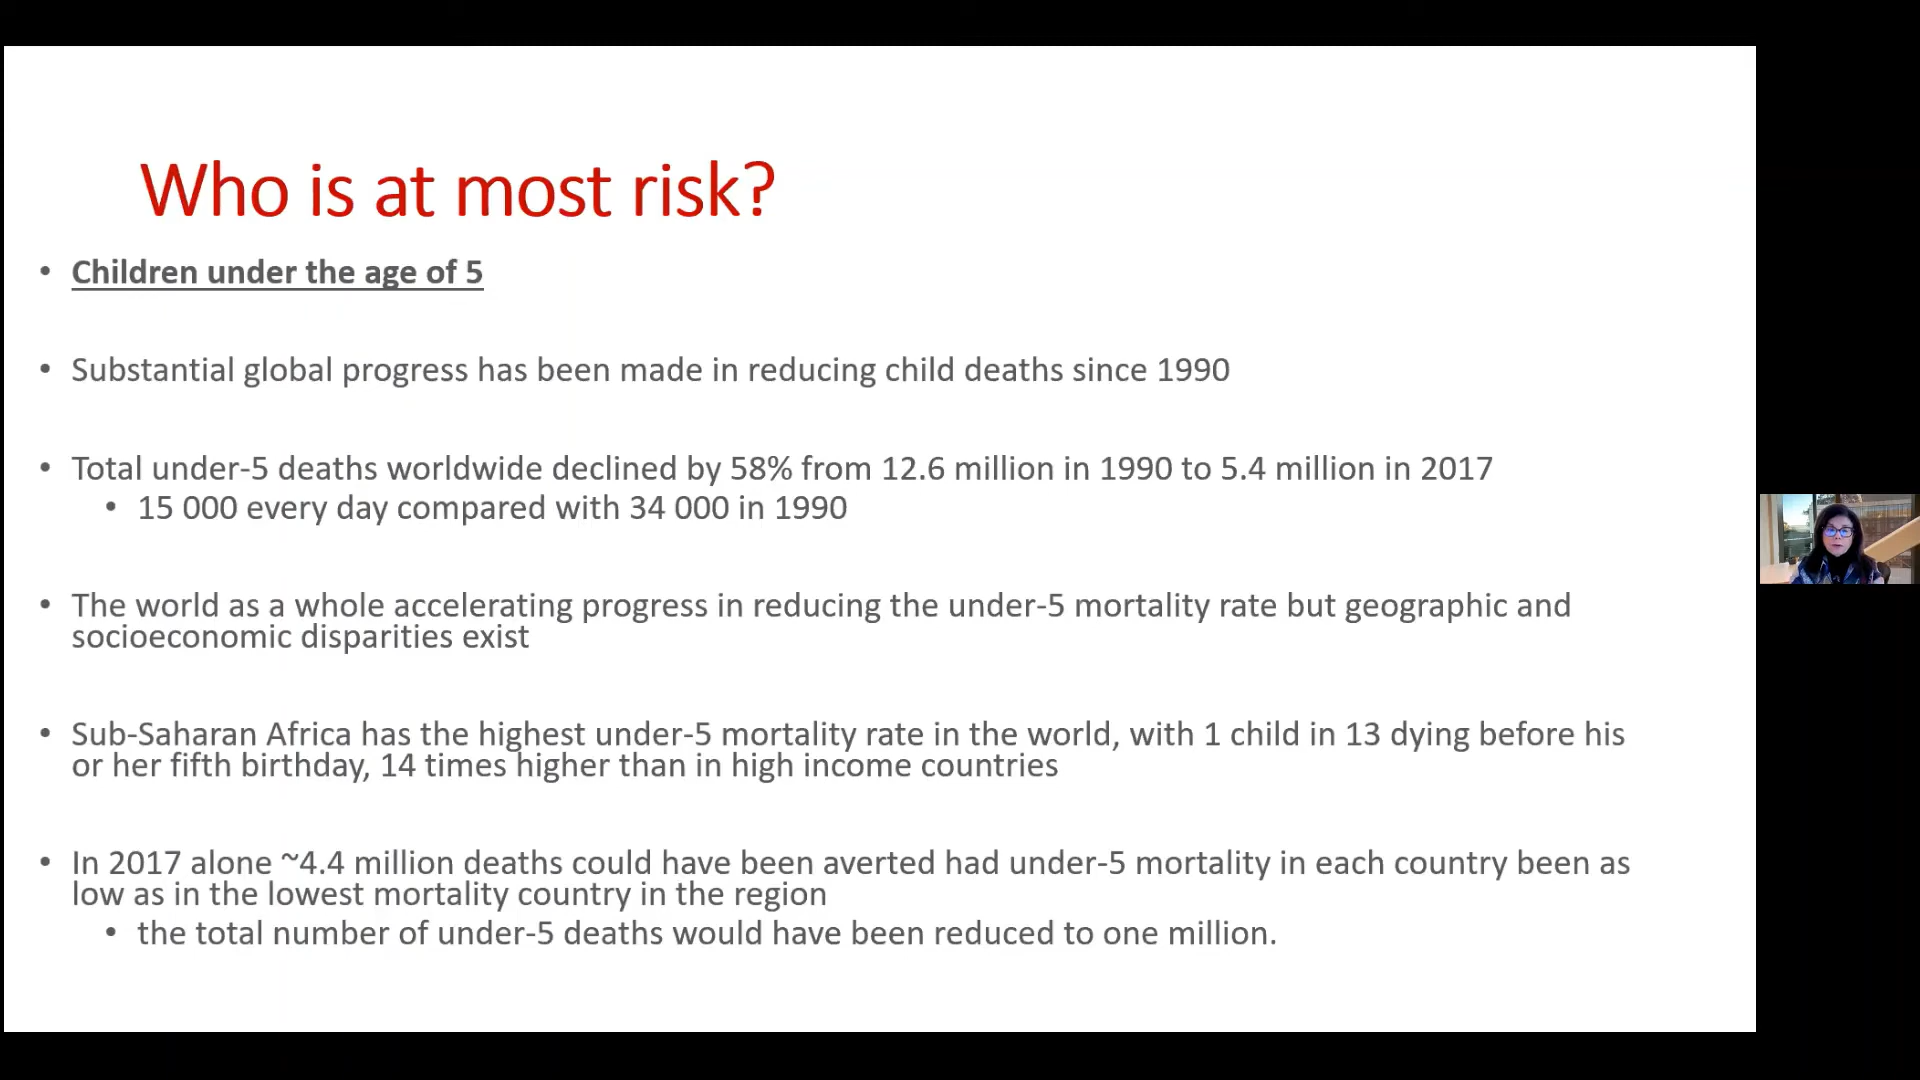 Who is at most risk?
• Children under the age of 5
• Substantial global progress has been made in reducing child deaths since 1990
• Total under-5 deaths worldwide declined by 58% from 12.6 million in 1990 to 5.4 million in 2017
• 15 000 every day compared with 34 000 in 1990
• The world as a whole accelerating progress in reducing the under-5 mortality rate but geographic and
socioeconomic disparities exist
• Sub-Saharan Africa has the highest under-5 mortality rate in the world, with 1 child in 13 dying before his
or her fifth birthday, 14 times higher than in high income countries
• In 2017 alone ~4.4 million deaths could have been averted had under-5 mortality in each country been as
low as in the lowest mortality country in the region
• the total number of under-5 deaths would have been reduced to one million.